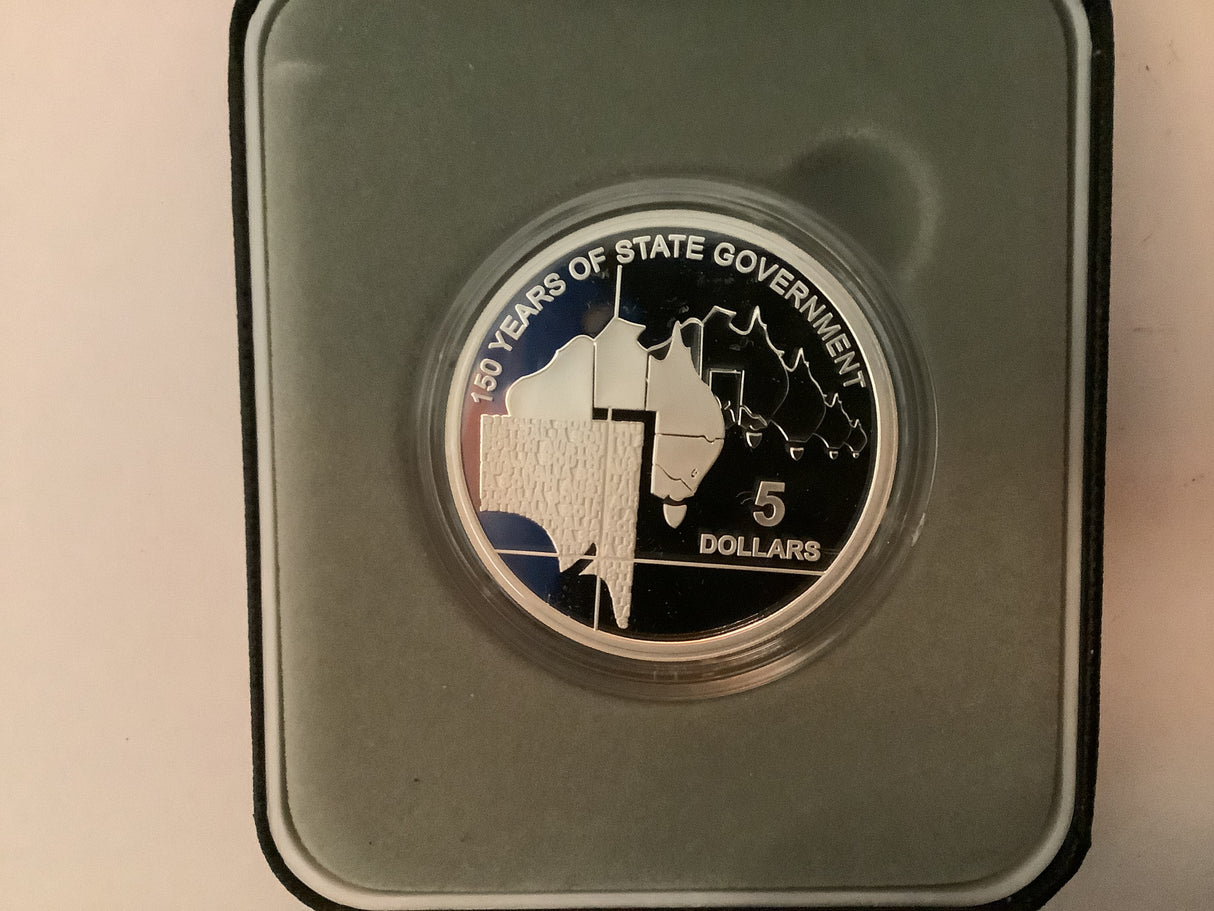 150 YEARS OF STATE GOVERNMENT
5
DOLLARS